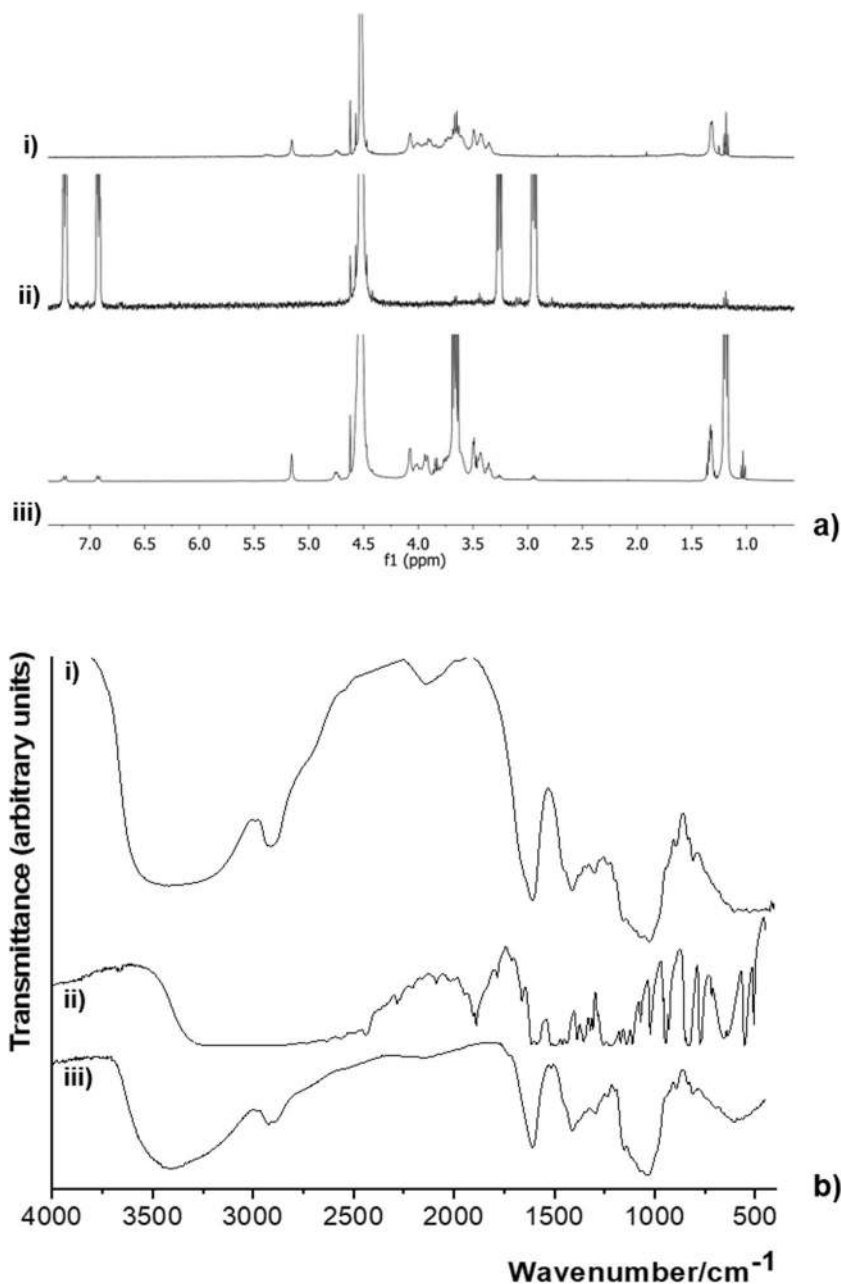 i)
ii)
iii)
7.0 6.5 6.0 5.5 5.0 4.5 4.0 3.5 3.0 2.5 2.0 1.5 1.0
f1 (ppm)
a)
Transmittance (arbitrary units)
i)
ii)
iii)
4000 3500 3000 2500 2000 1500 1000 500
b)
Wavenumber/cm⁻¹